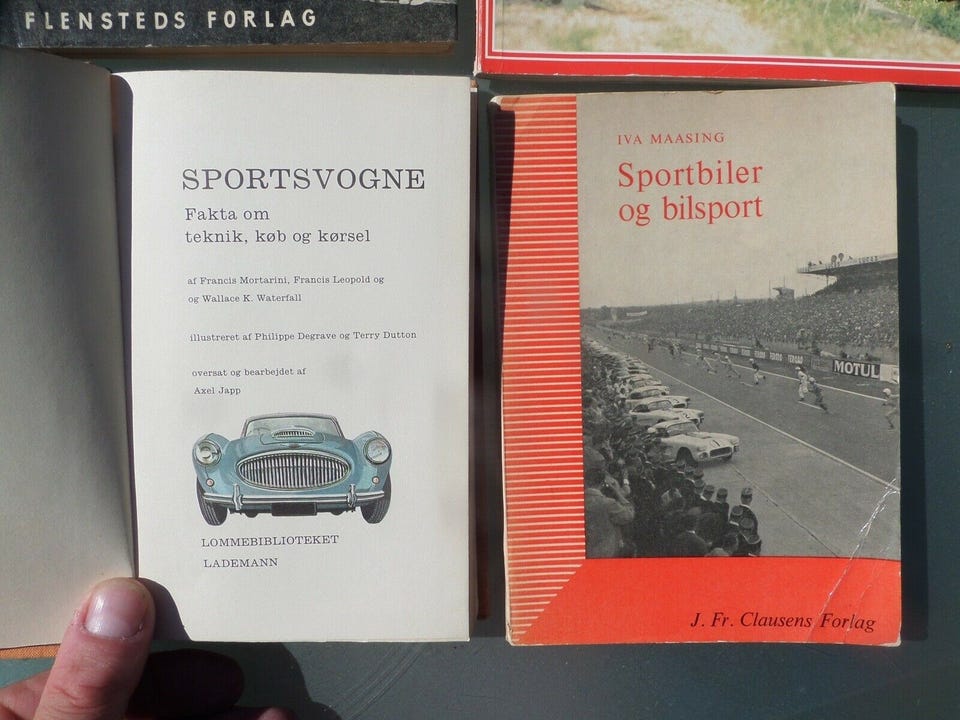 FLENSTEDS FORLAG
SPORTSVOGNE
Fakta om
teknik, køb og kørsel
af Francis Mortarini, Francis Leopold og
og Wallace K. Waterfall
illustreret af Philippe Degrave og Terry Dutton
oversat og bearbejdet af
Axel Japp
LOMMEBIBLIOTEKET
LADEMANN
IVA MAASING
Sportbiler
og bilsport
MOTUL
J. Fr. Clausens Forlag